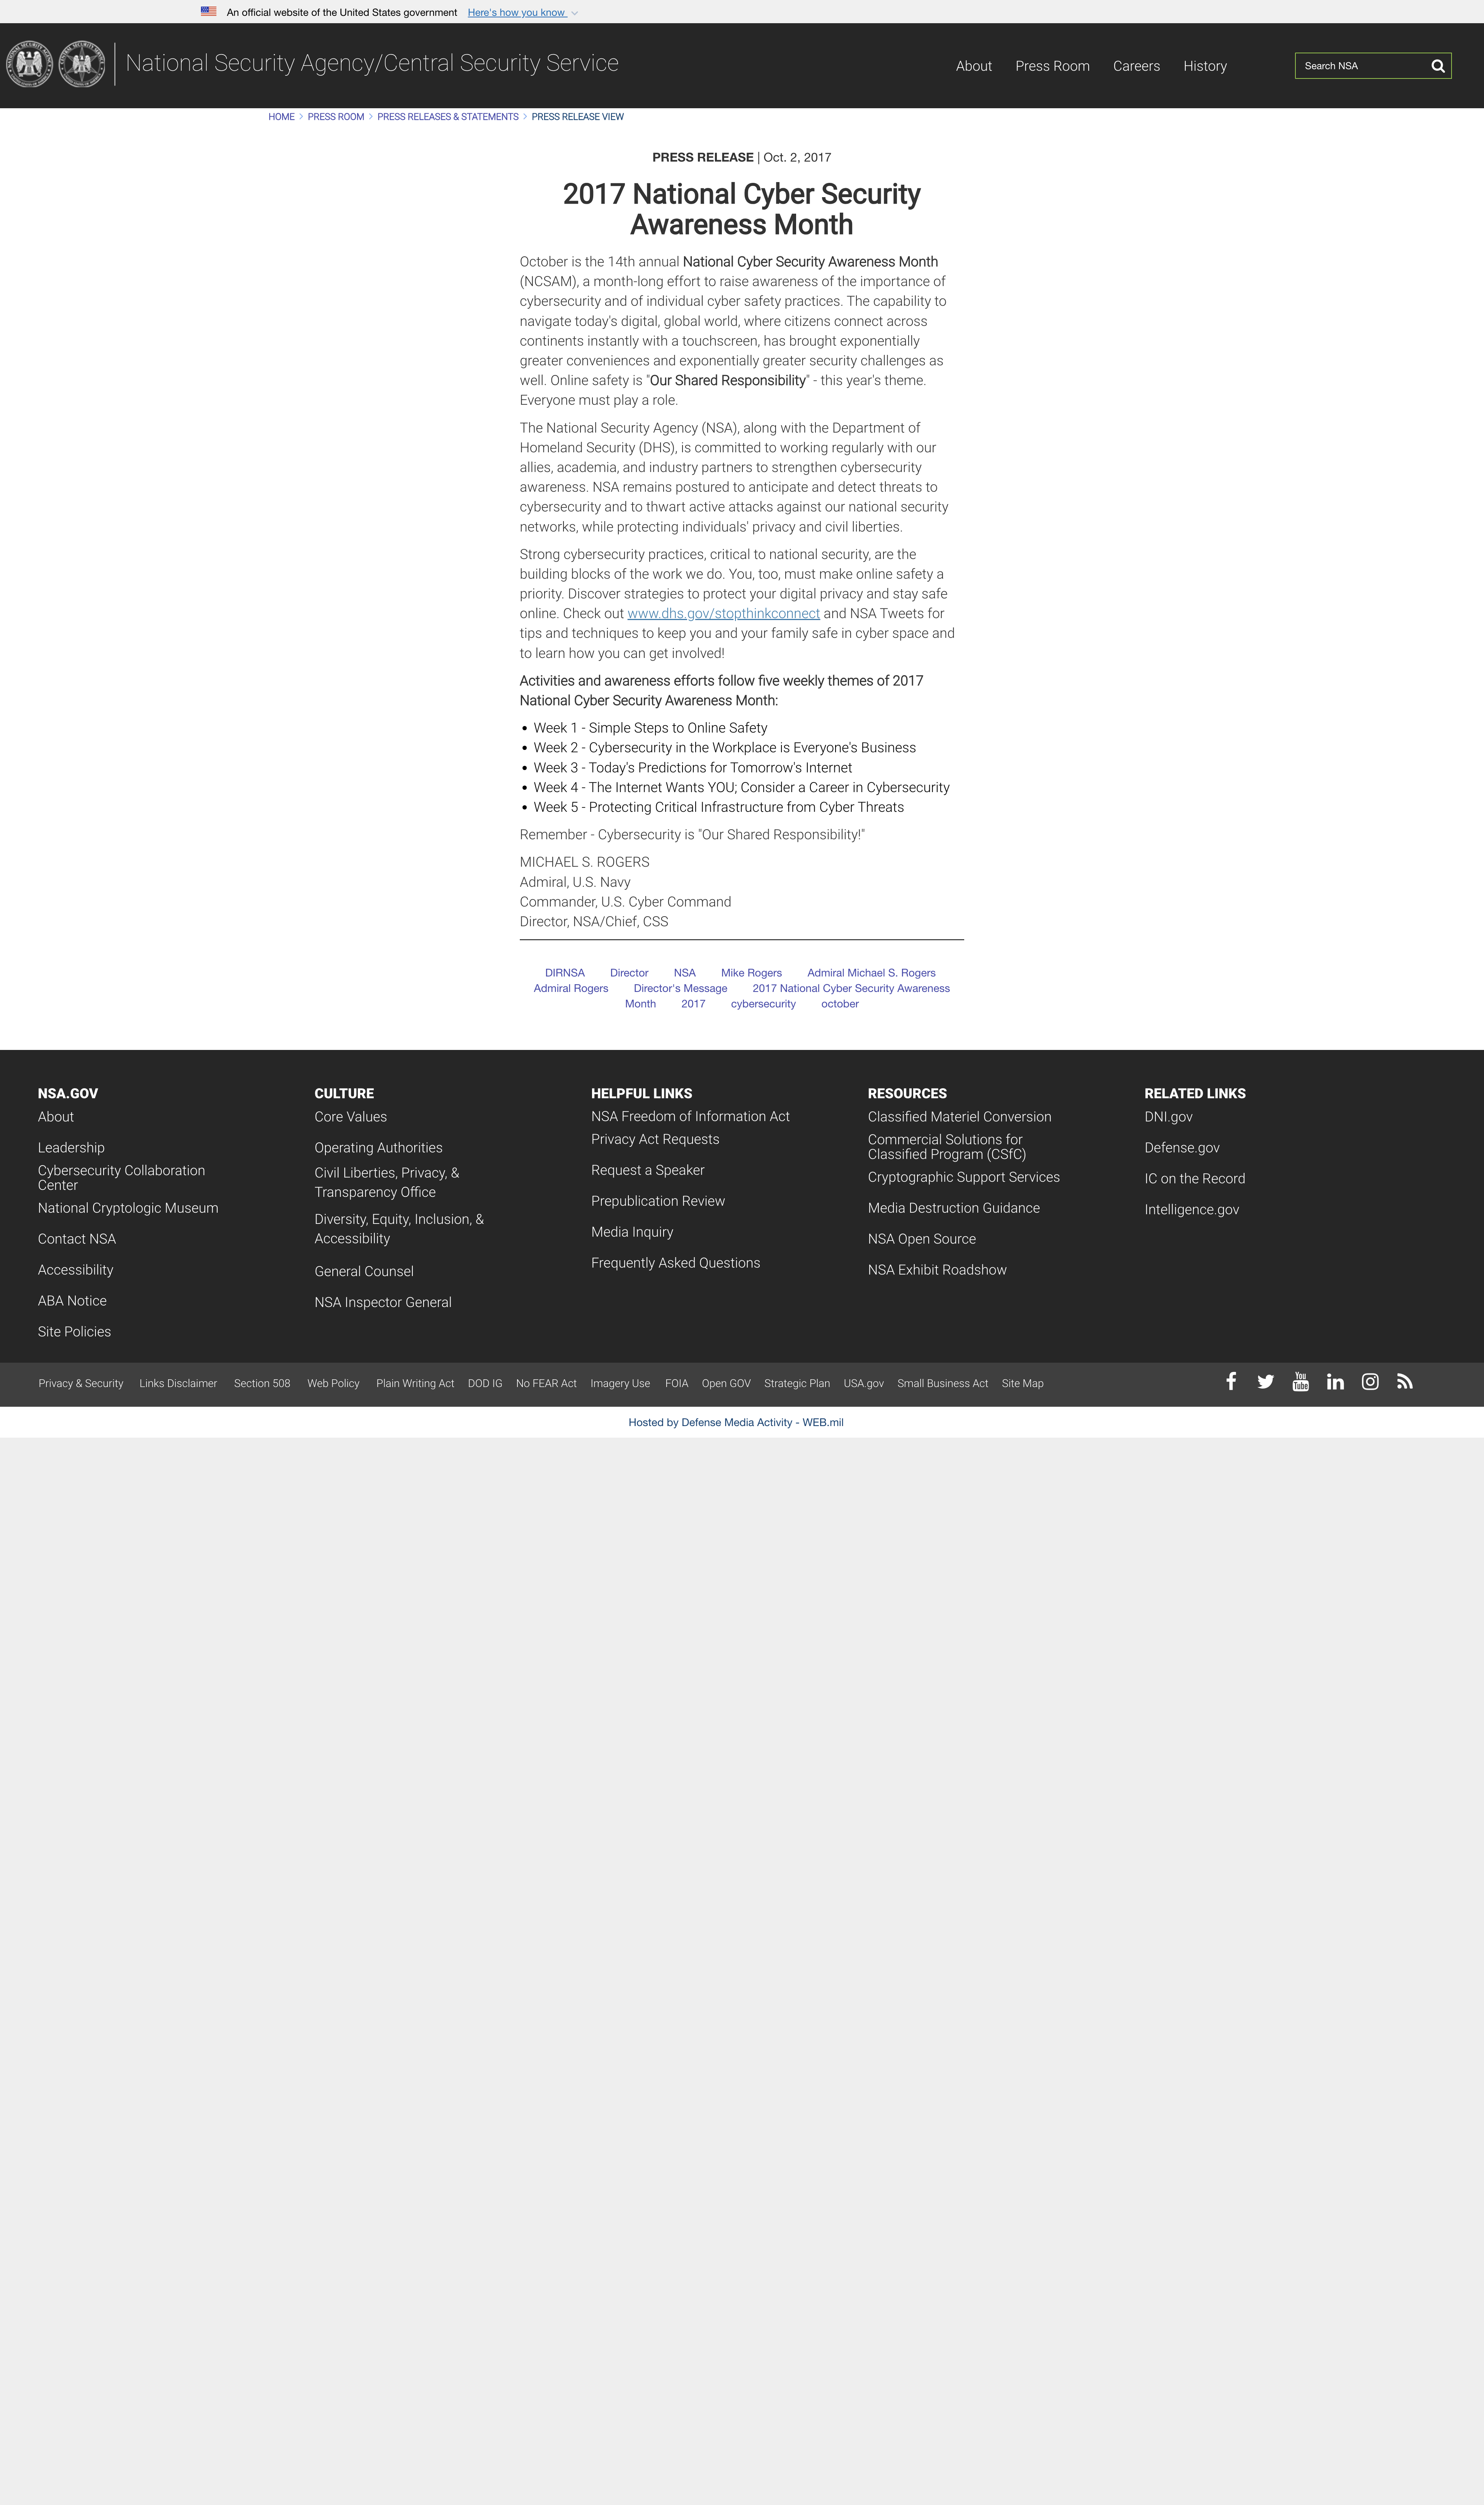 An official website of the United States government Here's how you know
National Security Agency/Central Security Service
About Press Room Careers History
Search NSA
HOME > PRESS ROOM > PRESS RELEASES & STATEMENTS > PRESS RELEASE VIEW
PRESS RELEASE | Oct. 2, 2017
2017 National Cyber Security
Awareness Month
October is the 14th annual National Cyber Security Awareness Month
(NCSAM), a month-long effort to raise awareness of the importance of
cybersecurity and of individual cyber safety practices. The capability to
navigate today's digital, global world, where citizens connect across
continents instantly with a touchscreen, has brought exponentially
greater conveniences and exponentially greater security challenges as
well. Online safety is "Our Shared Responsibility" - this year's theme.
Everyone must play a role.
The National Security Agency (NSA), along with the Department of
Homeland Security (DHS), is committed to working regularly with our
allies, academia, and industry partners to strengthen cybersecurity
awareness. NSA remains postured to anticipate and detect threats to
cybersecurity and to thwart active attacks against our national security
networks, while protecting individuals' privacy and civil liberties.
Strong cybersecurity practices, critical to national security, are the
building blocks of the work we do. You, too, must make online safety a
priority. Discover strategies to protect your digital privacy and stay safe
online. Check out www.dhs.gov/stopthinkconnect and NSA Tweets for
tips and techniques to keep you and your family safe in cyber space and
to learn how you can get involved!
Activities and awareness efforts follow five weekly themes of 2017
National Cyber Security Awareness Month:
• Week 1 - Simple Steps to Online Safety
• Week 2 - Cybersecurity in the Workplace is Everyone's Business
• Week 3 - Today's Predictions for Tomorrow's Internet
• Week 4 - The Internet Wants YOU; Consider a Career in Cybersecurity
• Week 5 - Protecting Critical Infrastructure from Cyber Threats
Remember - Cybersecurity is "Our Shared Responsibility!"
MICHAEL S. ROGERS
Admiral, U.S. Navy
Commander, U.S. Cyber Command
Director, NSA/Chief, CSS
DIRNSA Director NSA Mike Rogers Admiral Michael S. Rogers
Admiral Rogers Director's Message 2017 National Cyber Security Awareness
Month 2017 cybersecurity october
NSA.GOV
About
Leadership
Cybersecurity Collaboration
Center
National Cryptologic Museum
Contact NSA
Accessibility
ABA Notice
Site Policies
CULTURE
Core Values
Operating Authorities
Civil Liberties, Privacy, &
Transparency Office
Diversity, Equity, Inclusion, &
Accessibility
General Counsel
NSA Inspector General
HELPFUL LINKS
NSA Freedom of Information Act
Privacy Act Requests
Request a Speaker
Prepublication Review
Media Inquiry
Frequently Asked Questions
RESOURCES
Classified Materiel Conversion
Commercial Solutions for
Classified Program (CSfC)
Cryptographic Support Services
Media Destruction Guidance
NSA Open Source
NSA Exhibit Roadshow
RELATED LINKS
DNI.gov
Defense.gov
IC on the Record
Intelligence.gov
Privacy & Security Links Disclaimer Section 508 Web Policy Plain Writing Act DOD IG No FEAR Act Imagery Use FOIA Open GOV Strategic Plan USA.gov Small Business Act Site Map
You
Tube
Hosted by Defense Media Activity - WEB.mil